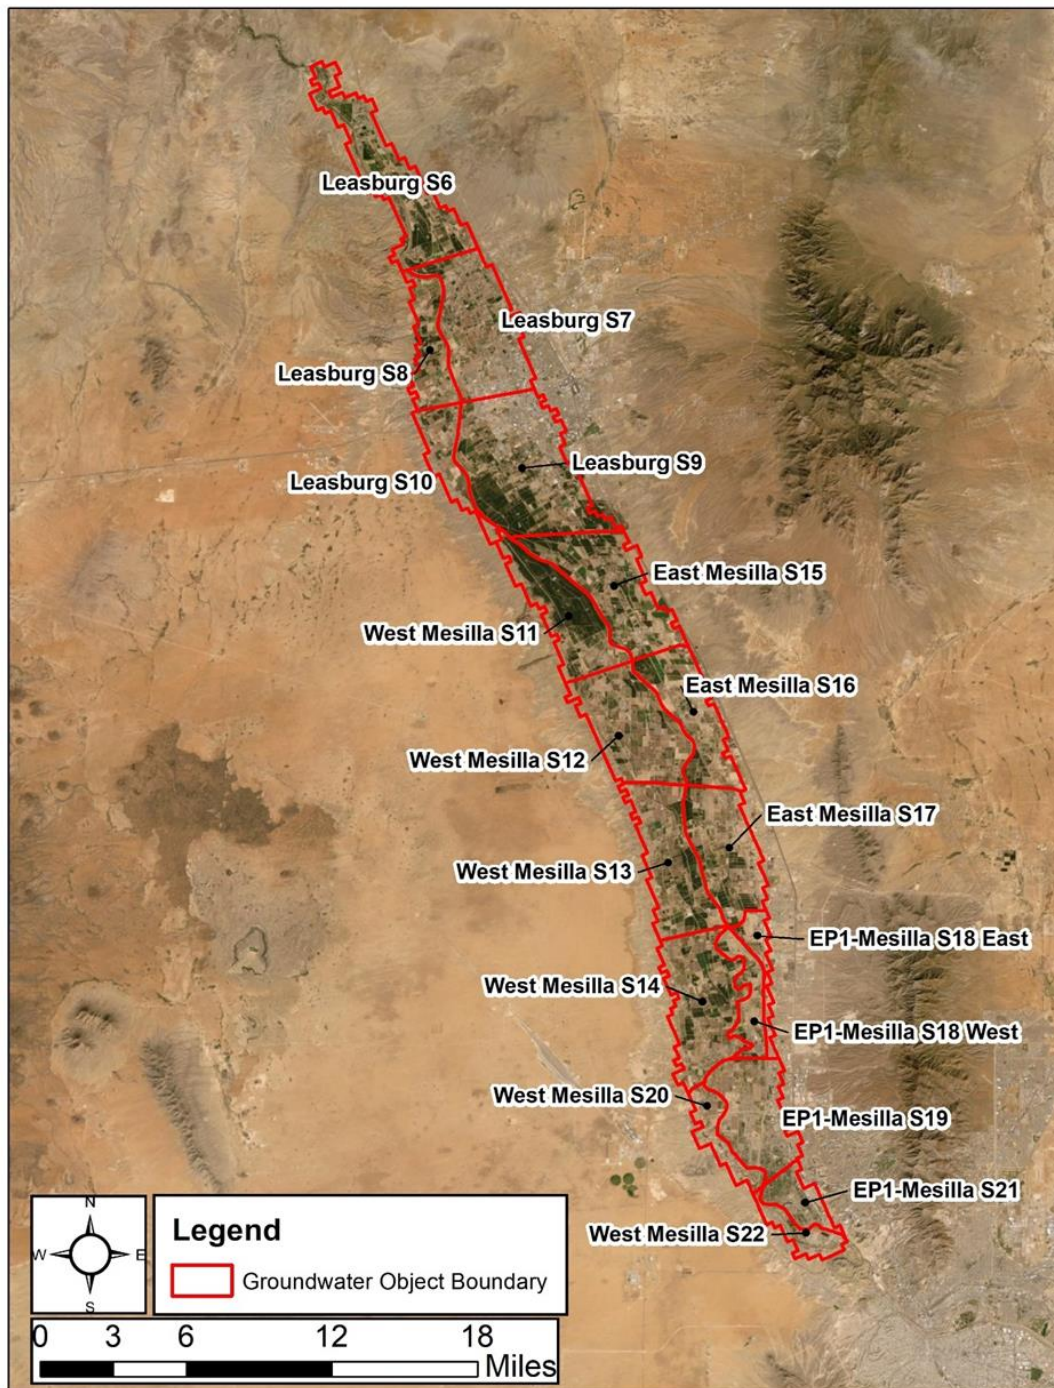 Leasburg S6
Leasburg S7
Leasburg S8
Leasburg S9
Leasburg S10
East Mesilla S15
West Mesilla S11
East Mesilla S16
West Mesilla S12
East Mesilla S17
West Mesilla S13
EP1-Mesilla S18 East
West Mesilla S14
EP1-Mesilla S18 West
West Mesilla S20
EP1-Mesilla S19
EP1-Mesilla S21
West Mesilla S22
N
W E
S
Legend
Groundwater Object Boundary
0 3 6 12 18
Miles